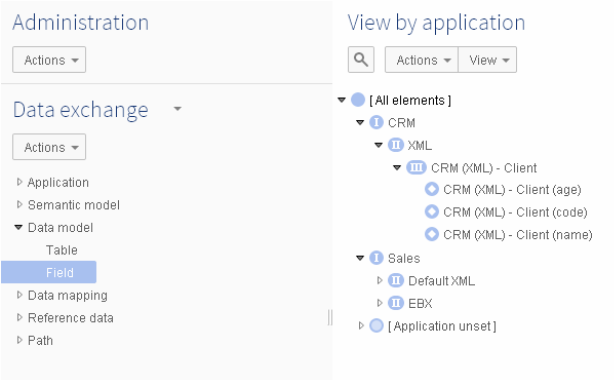 Administration
Actions
Data exchange
Actions
Application
Semantic model
Data model
Table
Field
Data mapping
Reference data
Path
View by application
Actions View
[ All elements ]
I CRM
II XML
III CRM (XML) - Client
CRM (XML) - Client (age)
CRM (XML) - Client (code)
CRM (XML) - Client (name)
I Sales
II Default XML
II EBX
[ Application unset ]